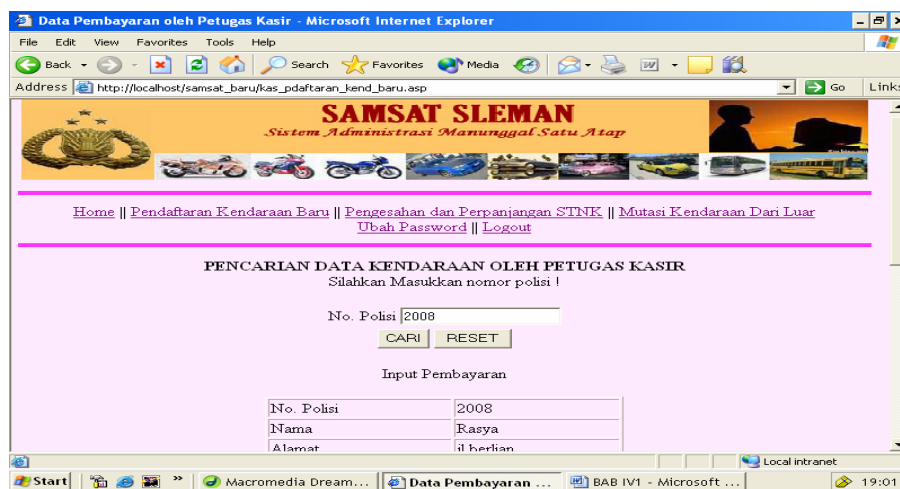 Data Pembayaran oleh Petugas Kasir - Microsoft Internet Explorer
File Edit View Favorites Tools Help
Back Search Favorites Media
Address http://localhost/samsat_baru/kas_pdaftaran_kend_baru.asp Go Links
SAMSAT SLEMAN
Sistem Administrasi Manunggal Satu Atap
Home || Pendaftaran Kendaraan Baru || Pengesahan dan Perpanjangan STNK || Mutasi Kendaraan Dari Luar
Ubah Password || Logout
PENCARIAN DATA KENDARAAN OLEH PETUGAS KASIR
Silahkan Masukkan nomor polisi !
No. Polisi 2008
CARI RESET
Input Pembayaran
No. Polisi 2008
Nama Rasya
Alamat jl berlian
Local intranet
Start Macromedia Dream... Data Pembayaran ... BAB IV1 - Microsoft ... 19:01